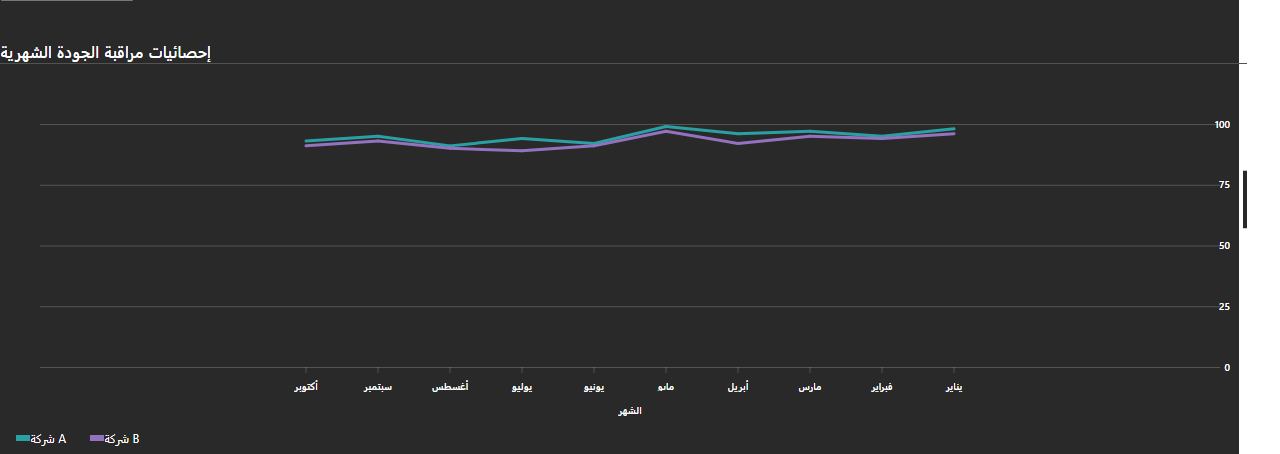 إحصائيات مراقبة الجودة الشهرية
100
75
50
25
0
يناير فبراير مارس أبريل مايو يونيو يوليو أغسطس سبتمبر أكتوبر
الشهر
شركة A شركة B